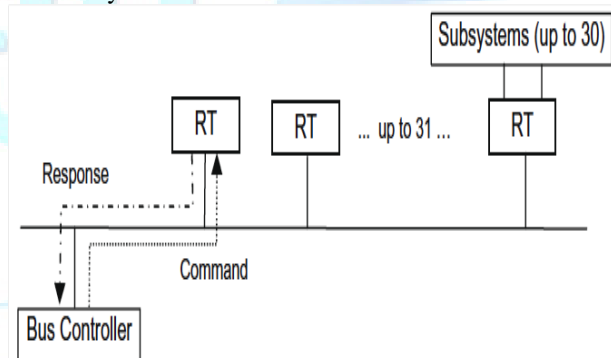 Subsystems (up to 30)
RT
RT
... up to 31 ...
RT
Response
Command
Bus Controller